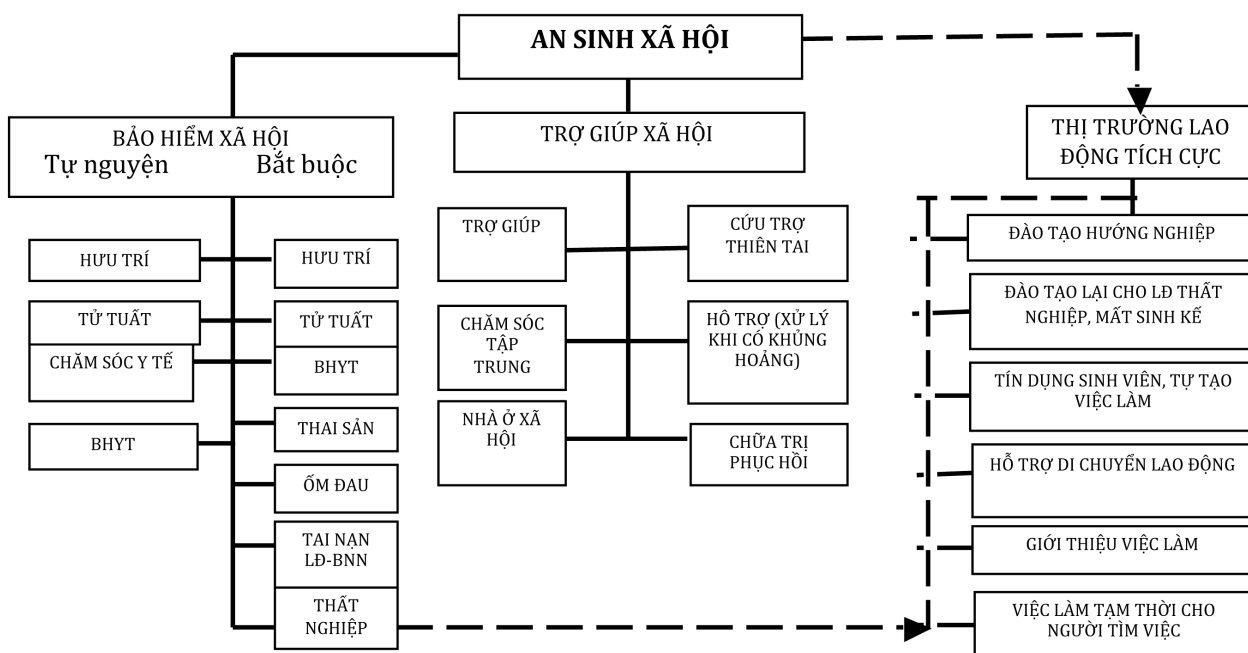 AN SINH XÃ HỘI
BẢO HIỂM XÃ HỘI
Tự nguyện Bắt buộc
HƯU TRÍ
TỬ TUẤT
CHĂM SÓC Y TẾ
BHYT
HƯU TRÍ
TỬ TUẤT
BHYT
THAI SẢN
ỐM ĐAU
TAI NẠN
LĐ-BNN
THẤT
NGHIỆP
TRỢ GIÚP XÃ HỘI
TRỢ GIÚP
CHĂM SÓC
TẬP
TRUNG
NHÀ Ở XÃ
HỘI
CỨU TRỢ
THIÊN TAI
HÔ TRỢ (XỬ LÝ
KHI CÓ KHỦNG
HOẢNG)
CHỮA TRỊ
PHỤC HỒI
THỊ TRƯỜNG LAO
ĐỘNG TÍCH CỰC
ĐÀO TẠO HƯỚNG NGHIỆP
ĐÀO TẠO LẠI CHO LĐ THẤT
NGHIỆP, MẤT SINH KẾ
TÍN DỤNG SINH VIÊN, TỰ TẠO
VIỆC LÀM
HỖ TRỢ DI CHUYỂN LAO ĐỘNG
GIỚI THIỆU VIỆC LÀM
VIỆC LÀM TẠM THỜI CHO
NGƯỜI TÌM VIỆC